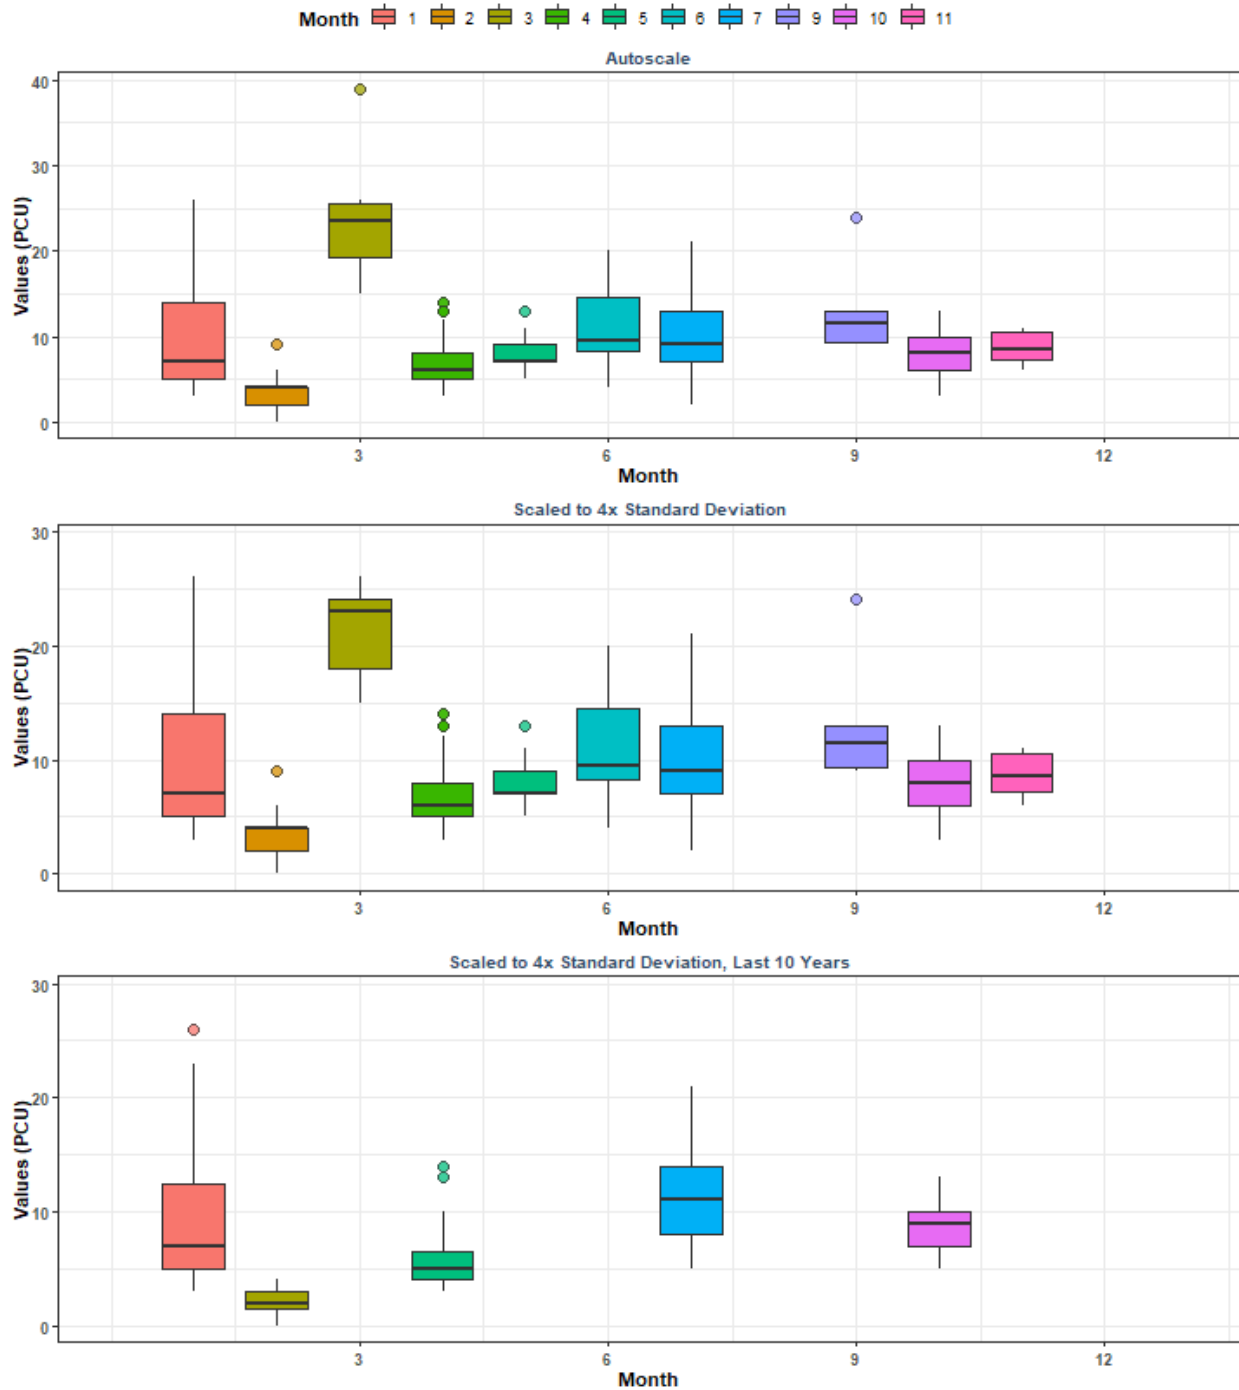 Month 1 2 3 4 5 6 7 9 10 11
Autoscale
Values (PCU)
40
30
20
10
0
3 6 9 12
Month
Scaled to 4x Standard Deviation
Values (PCU)
30
20
10
0
3 6 9 12
Month
Scaled to 4x Standard Deviation, Last 10 Years
Values (PCU)
30
20
10
0
3 6 9 12
Month